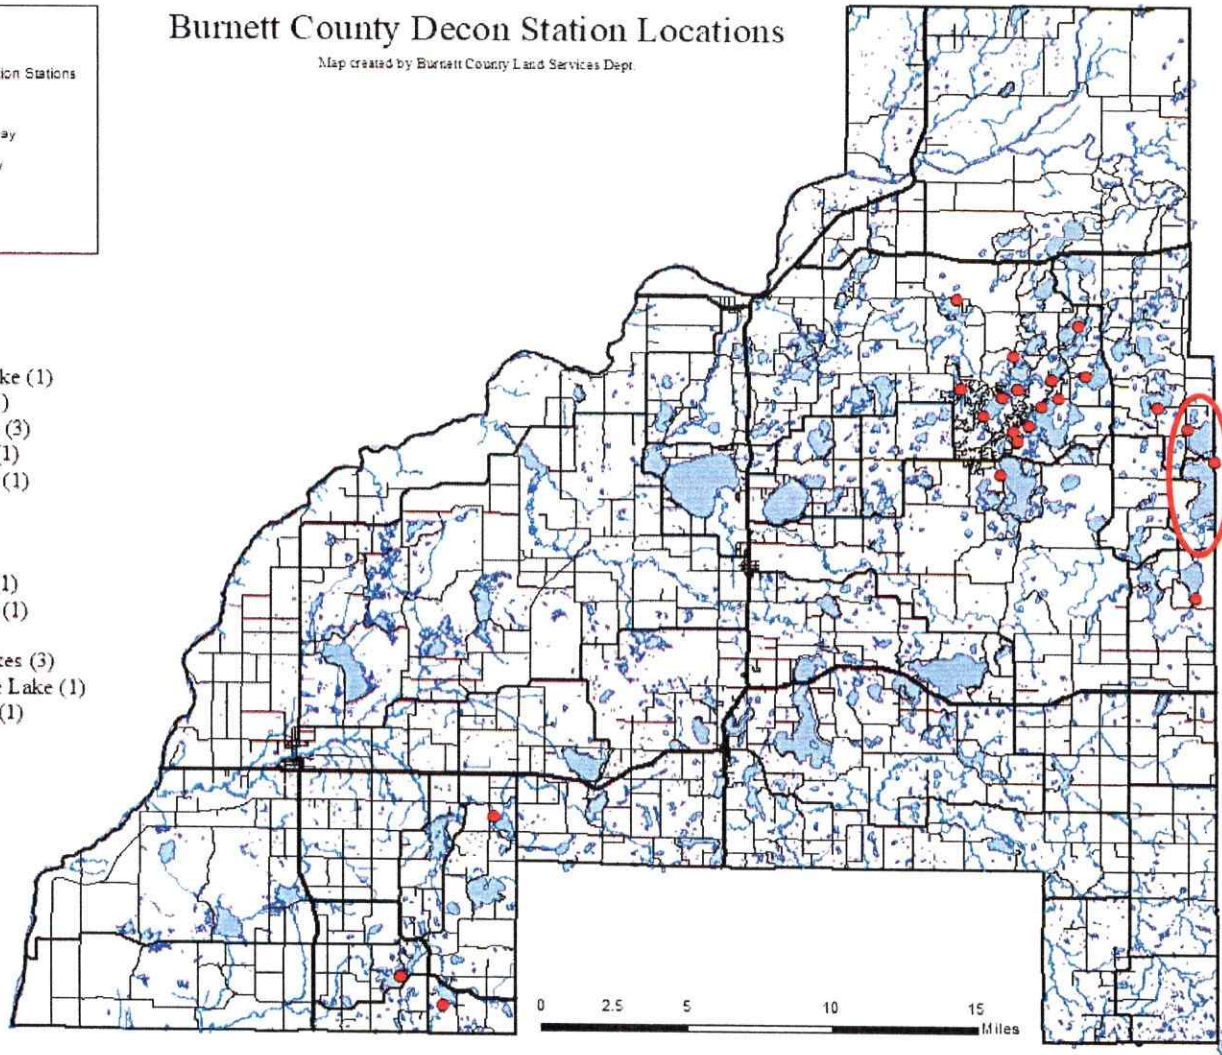 Burnett County Decon Station Locations
Map created by Burnett County Land Services Dept.
ion Stations
ay
ke (1)
)
(3)
(1)
(1)
1)
(1)
tes (3)
e Lake (1)
(1)
0 2.5 5 10 15
Miles